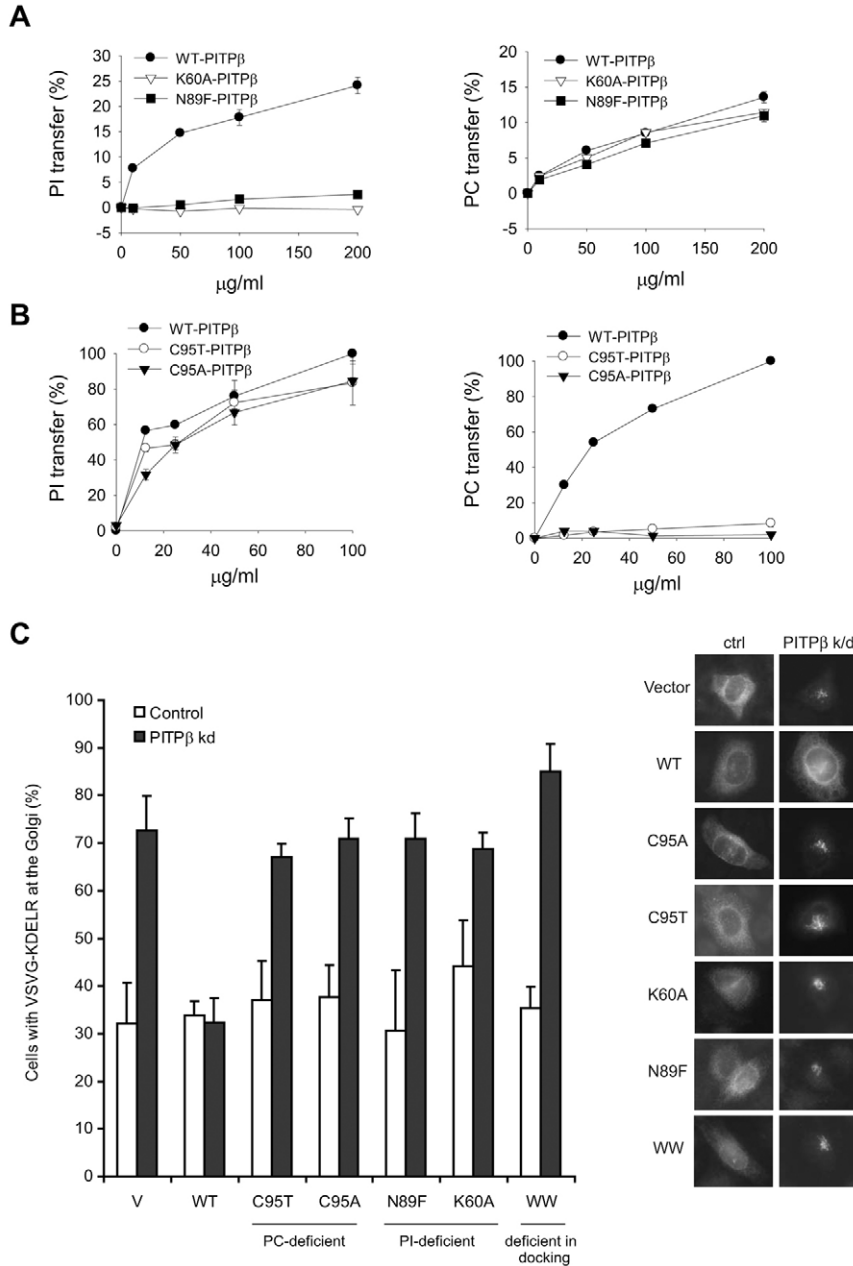 A
WT-PITPβ
K60A-PITPβ
N89F-PITPβ
PI transfer (%)
30
25
20
15
10
5
0
-5
0 50 100 150 200
μg/ml
WT-PITPβ
K60A-PITPβ
N89F-PITPβ
PC transfer (%)
20
15
10
5
0
-5
0 50 100 150 200
μg/ml
B
WT-PITPβ
C95T-PITPβ
C95A-PITPβ
PI transfer (%)
100
80
60
40
20
0
0 20 40 60 80 100
μg/ml
WT-PITPβ
C95T-PITPβ
C95A-PITPβ
PC transfer (%)
100
80
60
40
20
0
0 20 40 60 80 100
μg/ml
C
Control
PITPβ kd
Cells with VSVG-KDELR at the Golgi (%)
100
90
80
70
60
50
40
30
20
10
0
V WT C95T C95A N89F K60A WW
PC-deficient PI-deficient deficient in
docking
ctrl PITPβ k/d
Vector
WT
C95A
C95T
K60A
N89F
WW